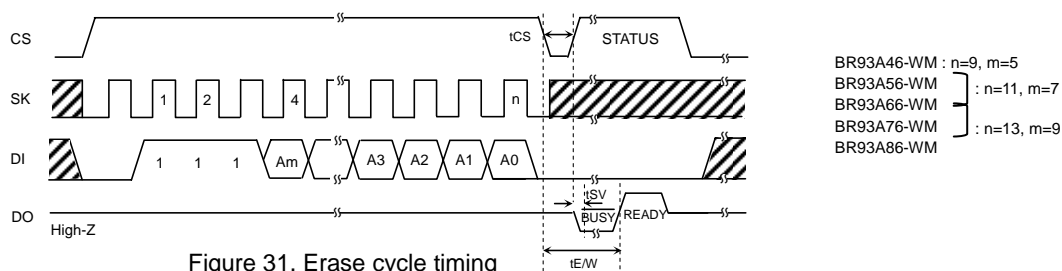 CS
tCS
STATUS
SK
1
2
4
n
DI
1
1
1
Am
A3
A2
A1
A0
tSV
DO
BUSY
READY
High-Z
tE/W
Figure 31. Erase cycle timing
BR93A46-WM : n=9, m=5
BR93A56-WM
: n=11, m=7
BR93A66-WM
BR93A76-WM
: n=13, m=9
BR93A86-WM